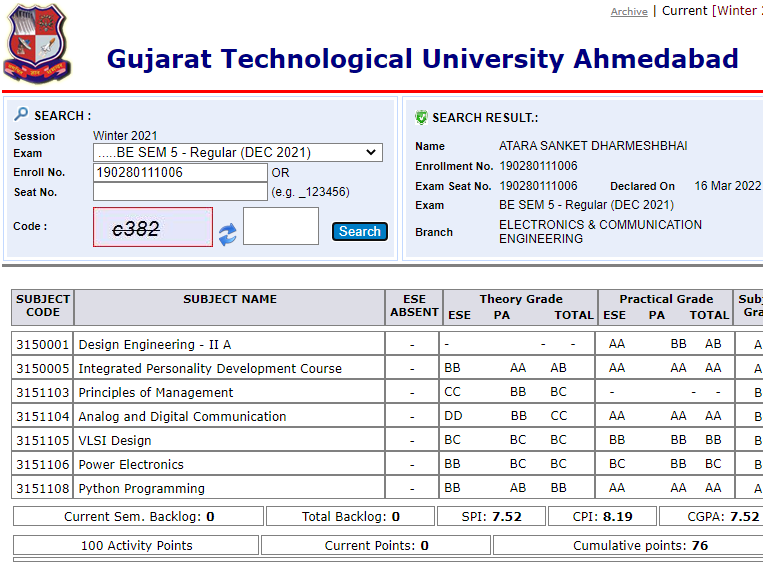 Archive | Current [Winter 2
Gujarat Technological University Ahmedabad
SEARCH :
Session Winter 2021
Exam .....BE SEM 5 - Regular (DEC 2021)
Enroll No. 190280111006 OR
Seat No. (e.g. _123456)
Code : c382 Search
SEARCH RESULT.:
Name ATARA SANKET DHARMESHBHAI
Enrollment No. 190280111006
Exam Seat No. 190280111006 Declared On 16 Mar 2022
Exam BE SEM 5 - Regular (DEC 2021)
Branch ELECTRONICS & COMMUNICATION
ENGINEERING
SUBJECT CODE SUBJECT NAME ESE ABSENT Theory Grade ESE PA TOTAL Practical Grade ESE PA TOTAL Subj Gra
3150001 Design Engineering - II A - - - - AA BB AB A
3150005 Integrated Personality Development Course - BB AA AB AA AA AA A
3151103 Principles of Management - CC BB BC - - - B
3151104 Analog and Digital Communication - DD BB CC AA AA AA B
3151105 VLSI Design - BC BC BC BB BB BB B
3151106 Power Electronics - BB BC BC BC BB BC B
3151108 Python Programming - BB AB BB AA AA AA A
Current Sem. Backlog: 0 Total Backlog: 0 SPI: 7.52 CPI: 8.19 CGPA: 7.52
100 Activity Points Current Points: 0 Cumulative points: 76